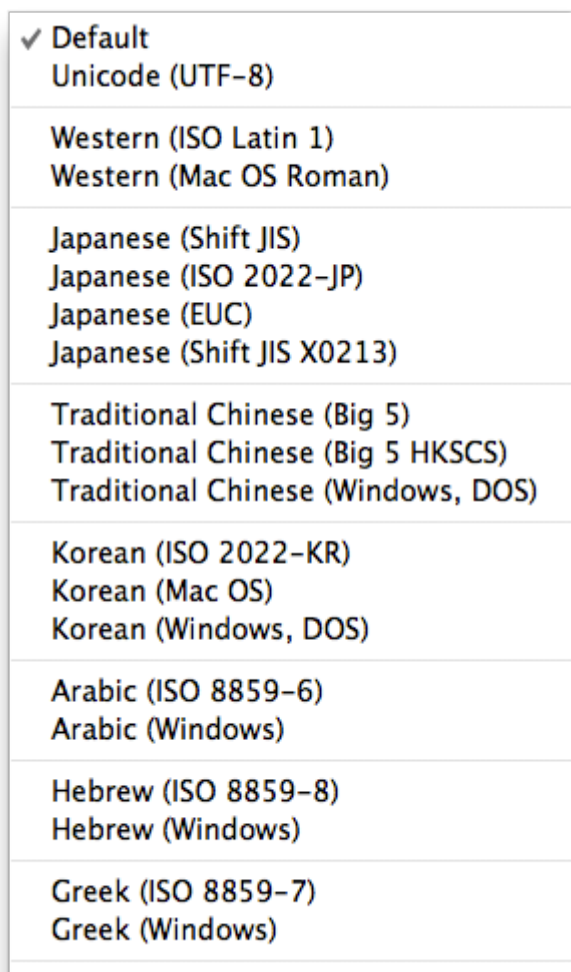 ✓ Default
Unicode (UTF-8)
Western (ISO Latin 1)
Western (Mac OS Roman)
Japanese (Shift JIS)
Japanese (ISO 2022-JP)
Japanese (EUC)
Japanese (Shift JIS X0213)
Traditional Chinese (Big 5)
Traditional Chinese (Big 5 HKSCS)
Traditional Chinese (Windows, DOS)
Korean (ISO 2022-KR)
Korean (Mac OS)
Korean (Windows, DOS)
Arabic (ISO 8859-6)
Arabic (Windows)
Hebrew (ISO 8859-8)
Hebrew (Windows)
Greek (ISO 8859-7)
Greek (Windows)